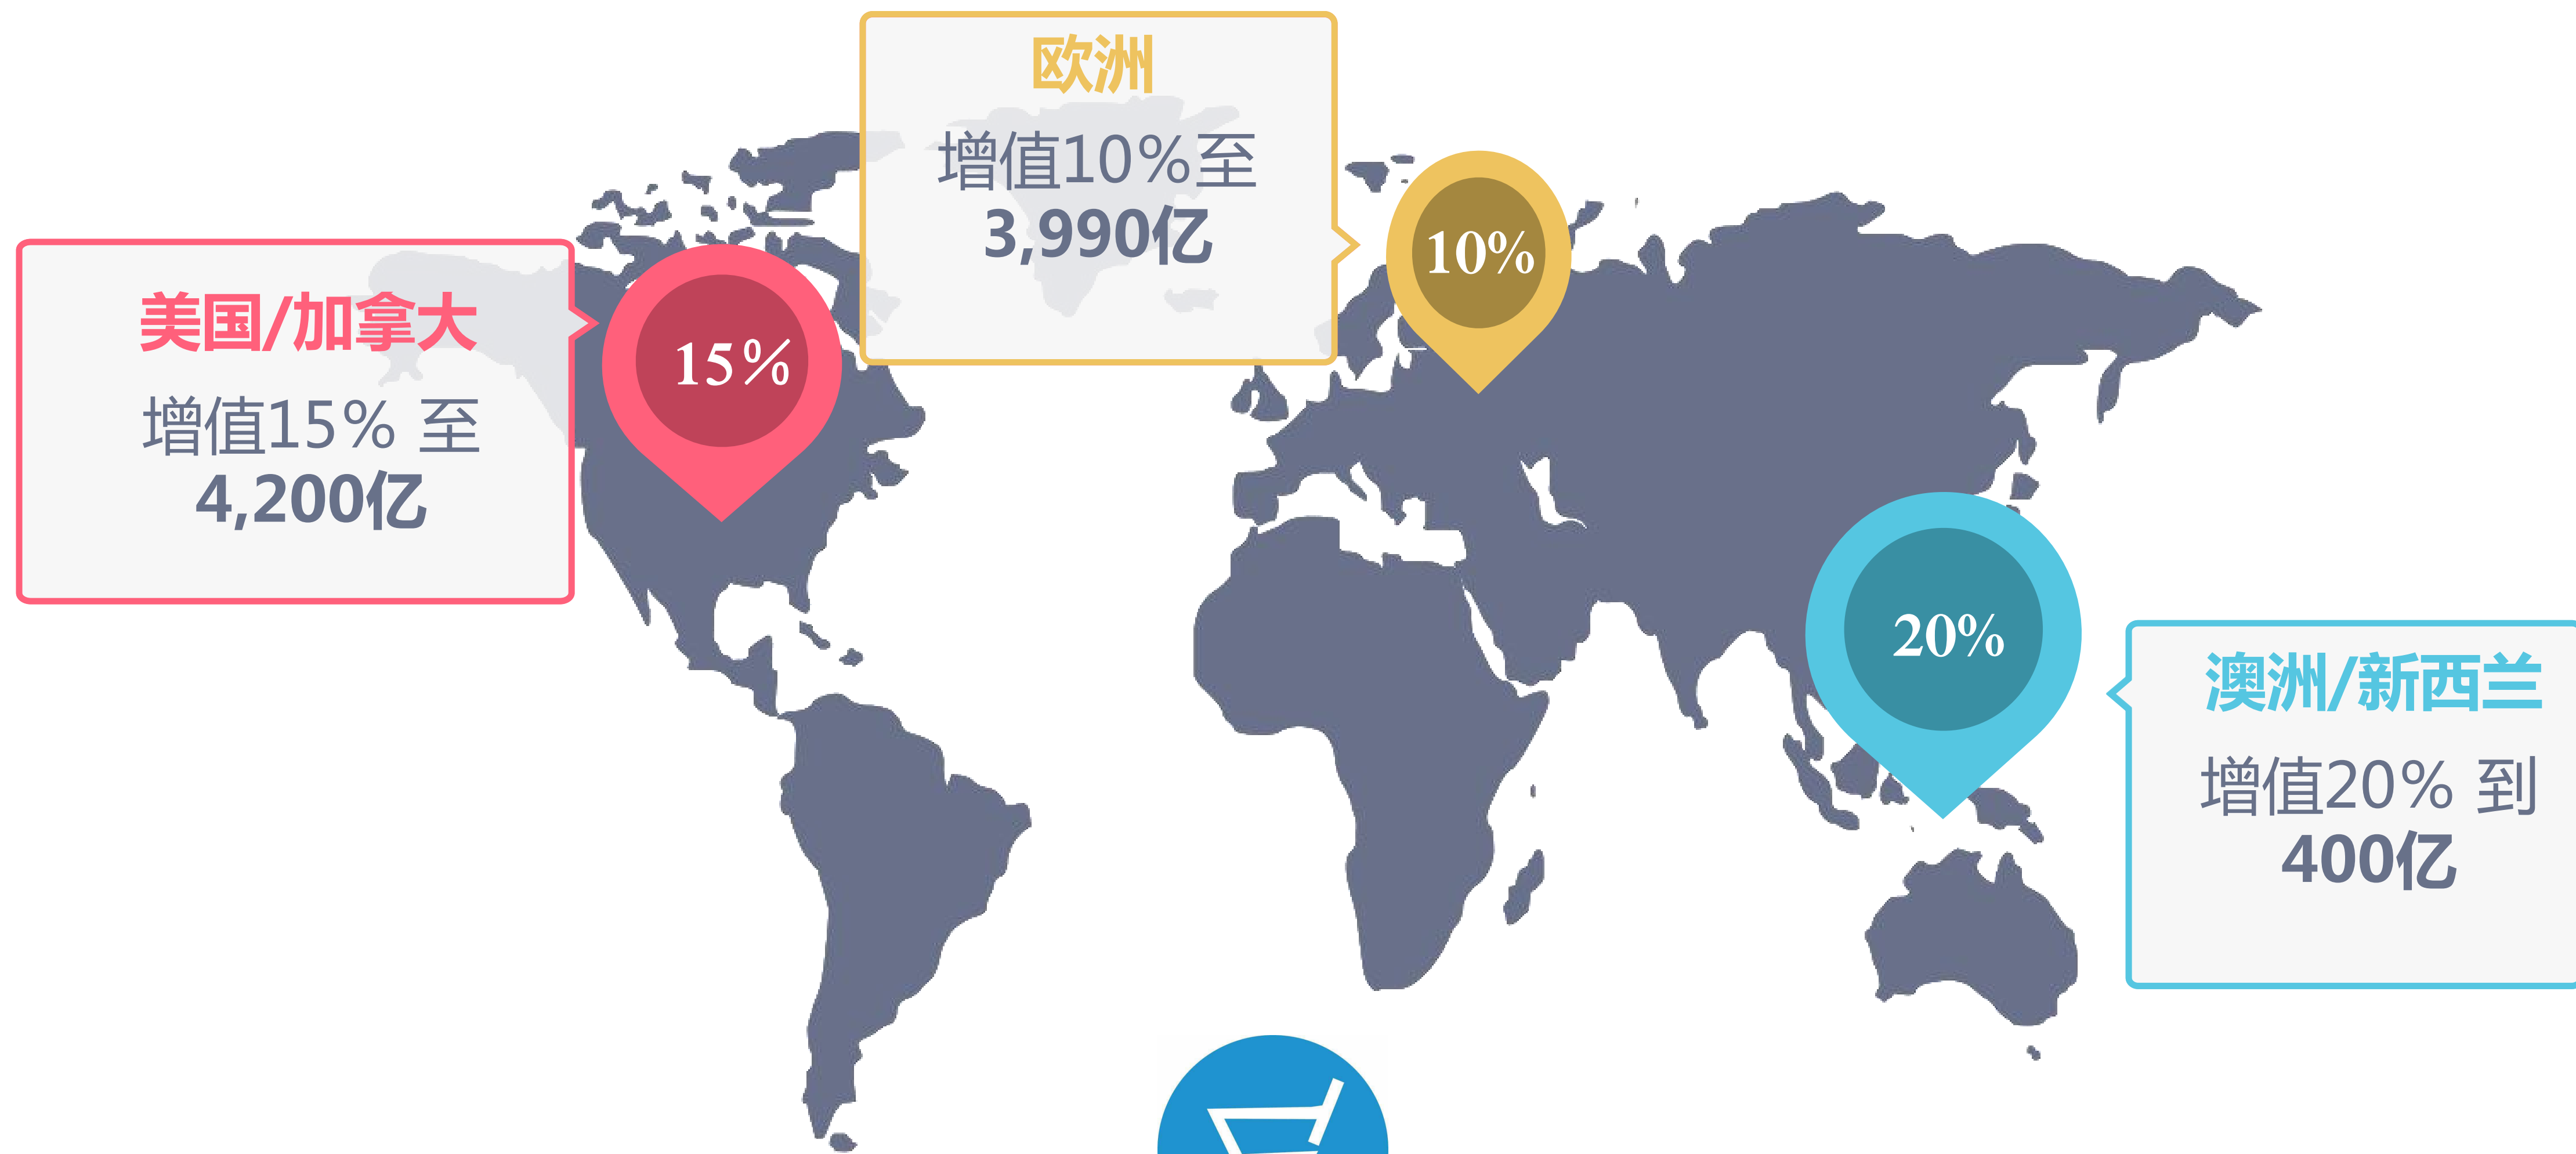 欧洲
增值10%至
3,990亿
10%
美国/加拿大
增值15% 至
4,200亿
15%
20%
澳洲/新西兰
增值20% 到
400亿